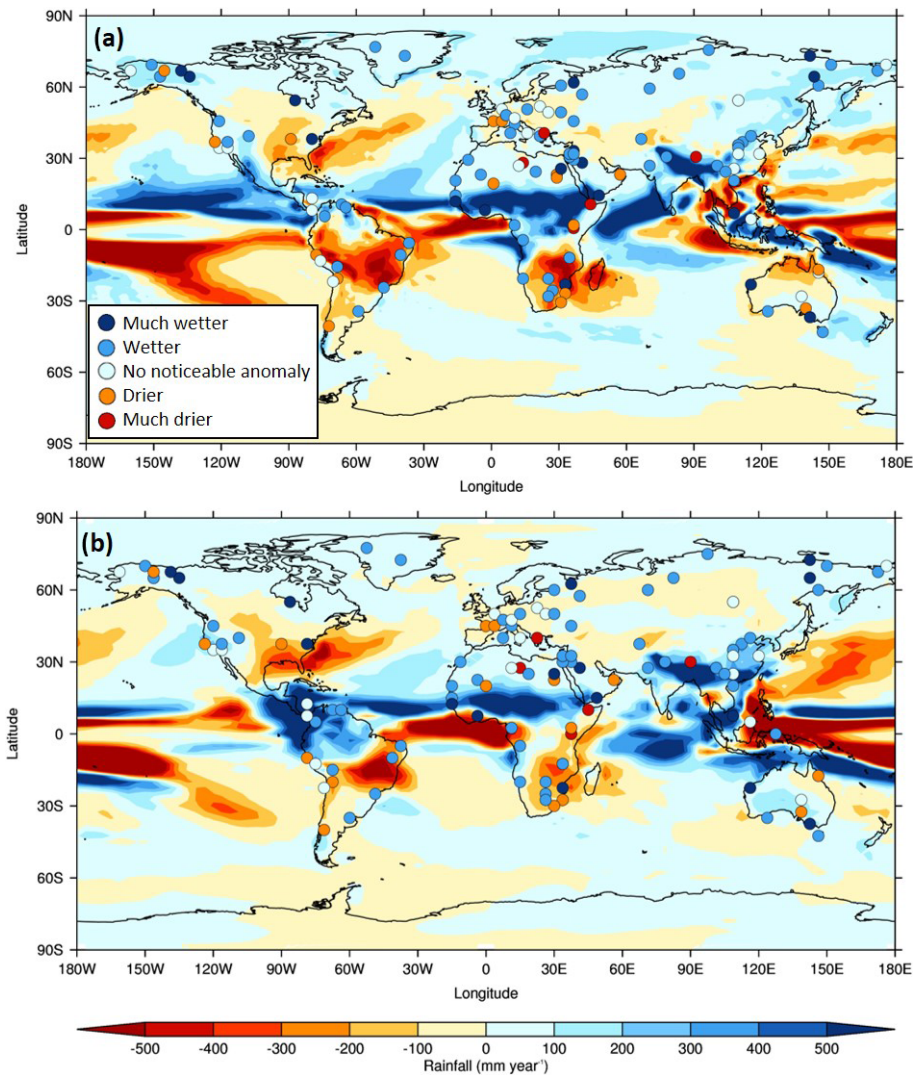 (a)
90N
60N
30N
0
30S
60S
90S
Latitude
180W 150W 120W 90W 60W 30W 0 30E 60E 90E 120E 150E 180E
Longitude
Much wetter
Wetter
No noticeable anomaly
Drier
Much drier
(b)
90N
60N
30N
0
30S
60S
90S
Latitude
180W 150W 120W 90W 60W 30W 0 30E 60E 90E 120E 150E 180E
Longitude
-500 -400 -300 -200 -100 0 100 200 300 400 500
Rainfall (mm year⁻¹)